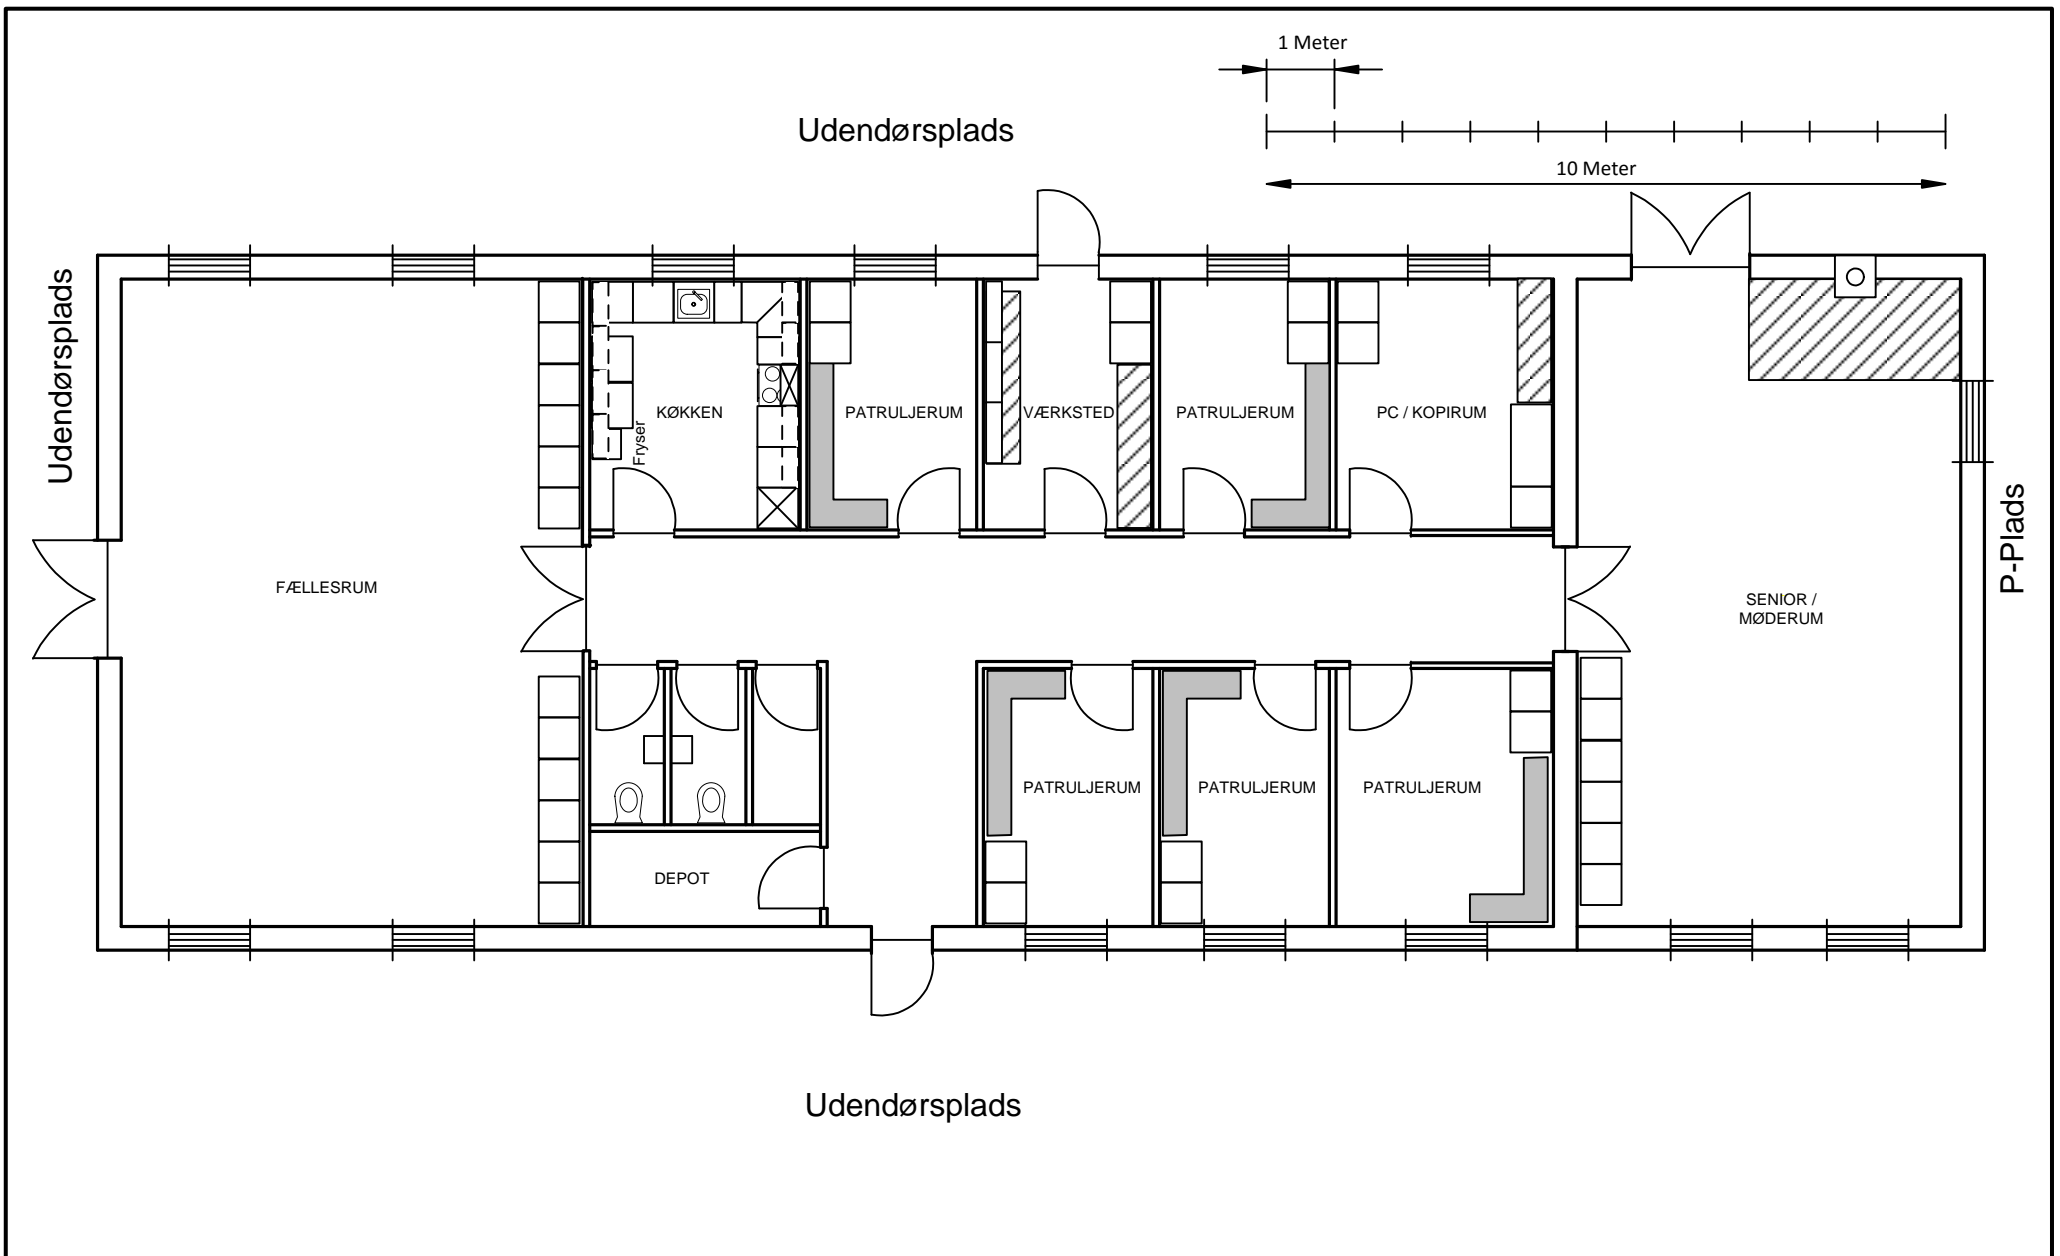 1 Meter
Udendørsplads
10 Meter
Udendørsplads
KØKKEN
PATRULJERUM
VÆRKSTED
PATRULJERUM
PC / KOPIRUM
Fryser
P-Plads
FÆLLESRUM
SENIOR /
MØDERUM
PATRULJERUM
PATRULJERUM
PATRULJERUM
DEPOT
Udendørsplads